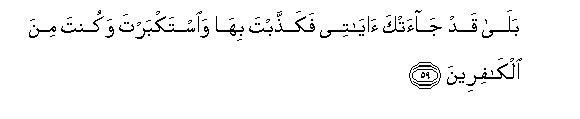 بَلَىٰ قَدْ جَآءَتْكَ ءَايَٰتِى فَكَذَّبْتَ بِهَا وَٱسْتَكْبَرْتَ وَكُنتَ مِنَ
ٱلْكَٰفِرِينَ ۝٥٩